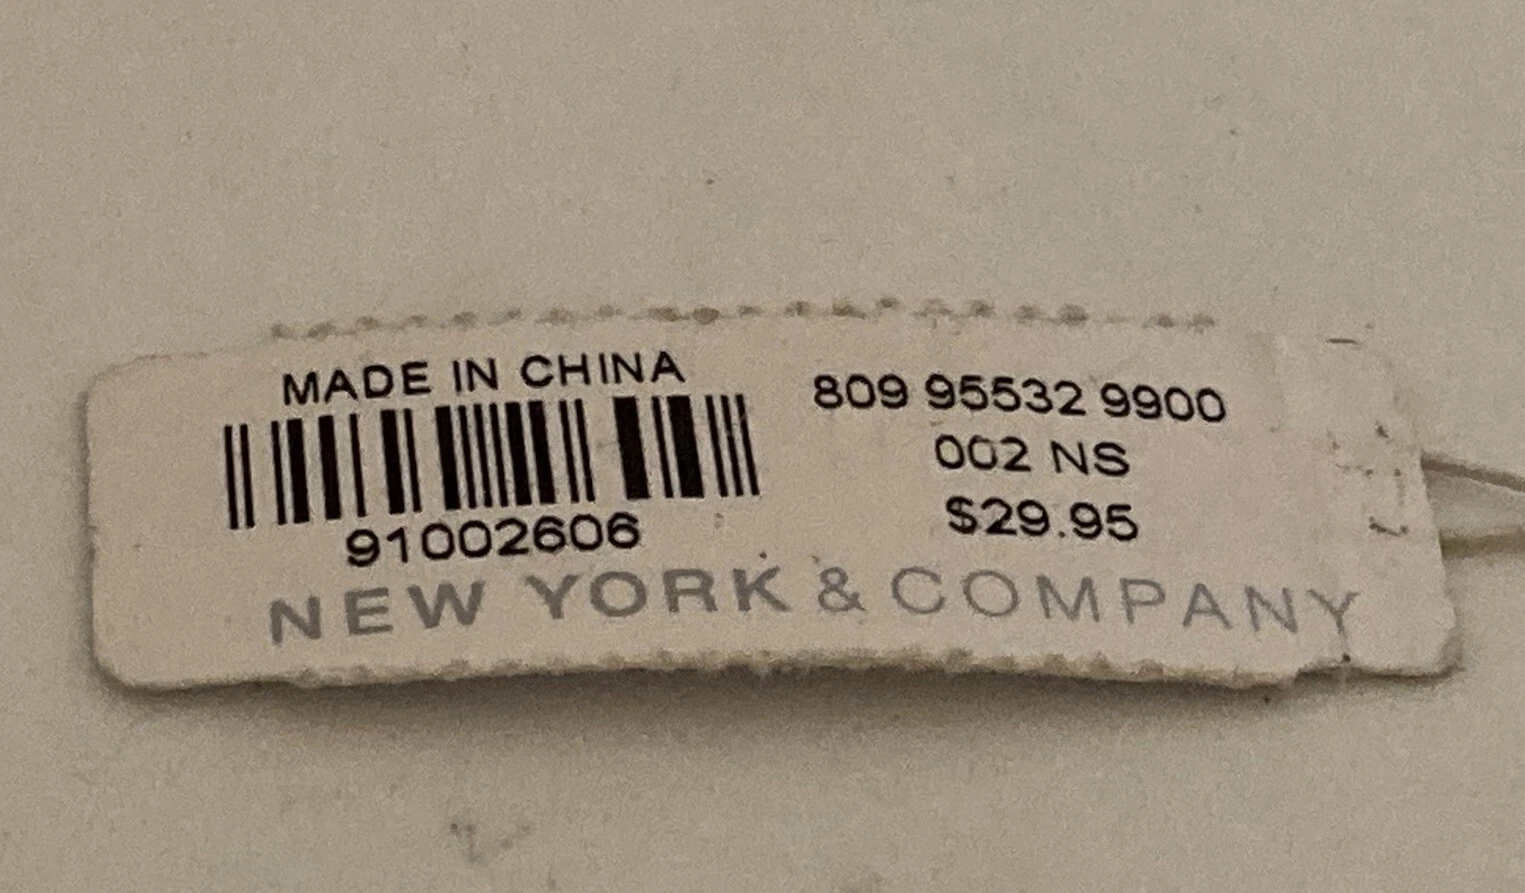 MADE IN CHINA
91002606
809 95532 9900
002 NS
$29.95
NEW YORK & COMPANY